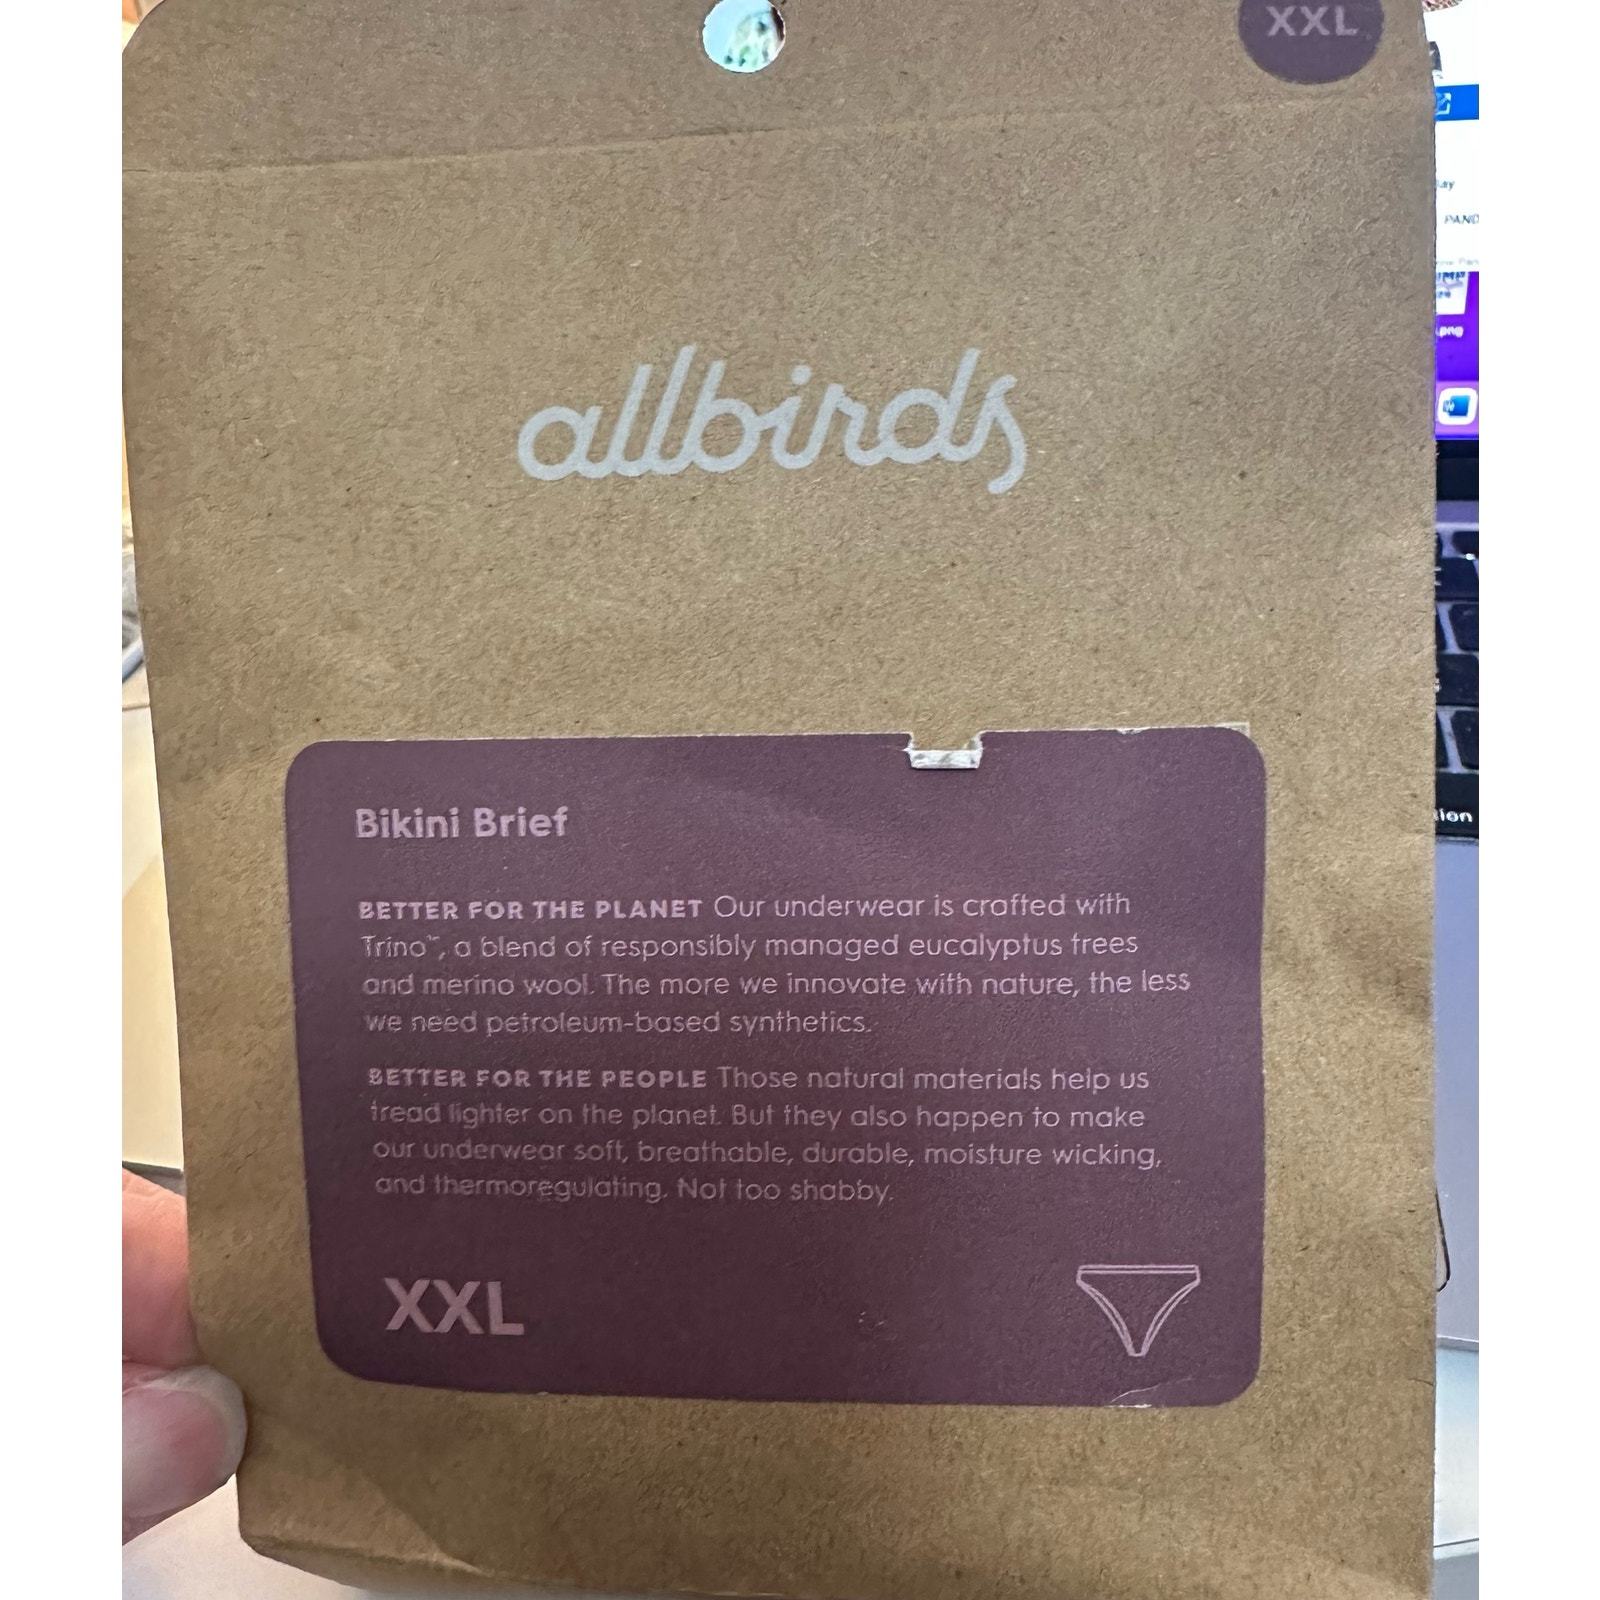 XXL
allbirds
Bikini Brief
BETTER FOR THE PLANET Our underwear is crafted with
Trino™, a blend of responsibly managed eucalyptus trees
and merino wool. The more we innovate with nature, the less
we need petroleum-based synthetics.
BETTER FOR THE PEOPLE Those natural materials help us
tread lighter on the planet. But they also happen to make
our underwear soft, breathable, durable, moisture wicking,
and thermoregulating. Not too shabby.
XXL
PAND
.png
W